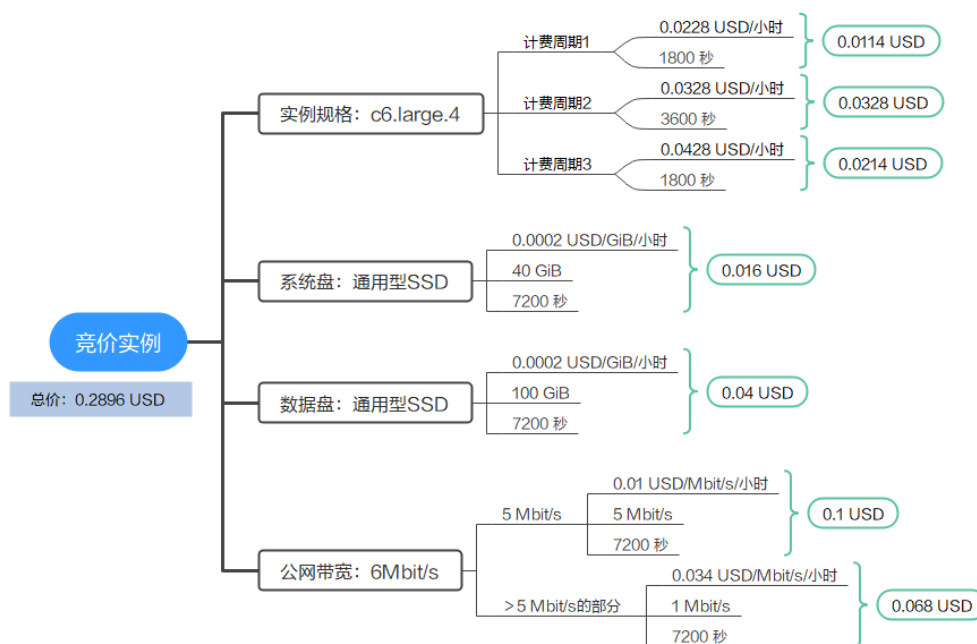 竞价实例
总价：0.2896 USD
实例规格：c6.large.4
计费周期1
0.0228 USD/小时
1800 秒
0.0114 USD
计费周期2
0.0328 USD/小时
3600 秒
0.0328 USD
计费周期3
0.0428 USD/小时
1800 秒
0.0214 USD
系统盘：通用型SSD
0.0002 USD/GiB/小时
40 GiB
7200 秒
0.016 USD
数据盘：通用型SSD
0.0002 USD/GiB/小时
100 GiB
7200 秒
0.04 USD
公网带宽：6Mbit/s
5 Mbit/s
0.01 USD/Mbit/s/小时
5 Mbit/s
7200 秒
0.1 USD
>5 Mbit/s的部分
0.034 USD/Mbit/s/小时
1 Mbit/s
7200 秒
0.068 USD